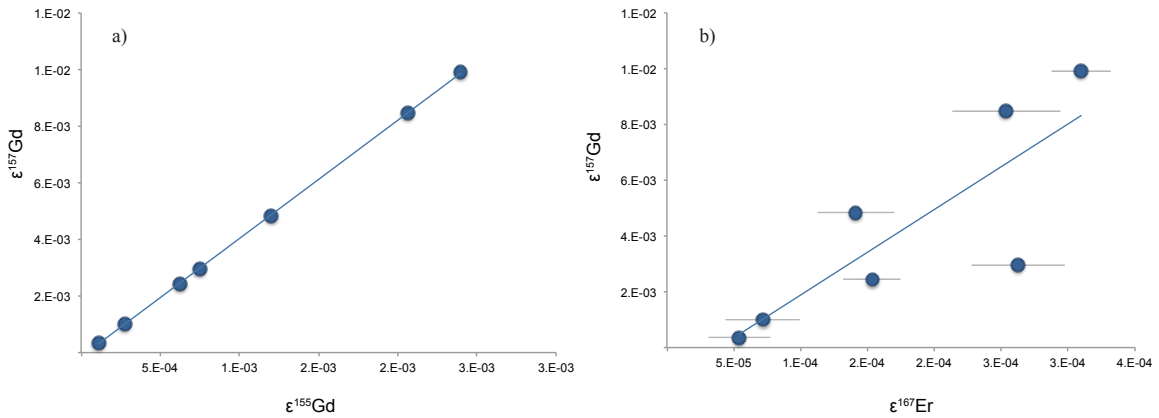 a)
1.E-02
1.E-02
8.E-03
6.E-03
4.E-03
2.E-03
ε¹⁵⁷Gd
5.E-04
1.E-03
2.E-03
2.E-03
3.E-03
3.E-03
ε¹⁵⁵Gd
b)
1.E-02
1.E-02
8.E-03
6.E-03
4.E-03
2.E-03
ε¹⁵⁷Gd
5.E-05
1.E-04
2.E-04
2.E-04
3.E-04
3.E-04
4.E-04
ε¹⁶⁷Er